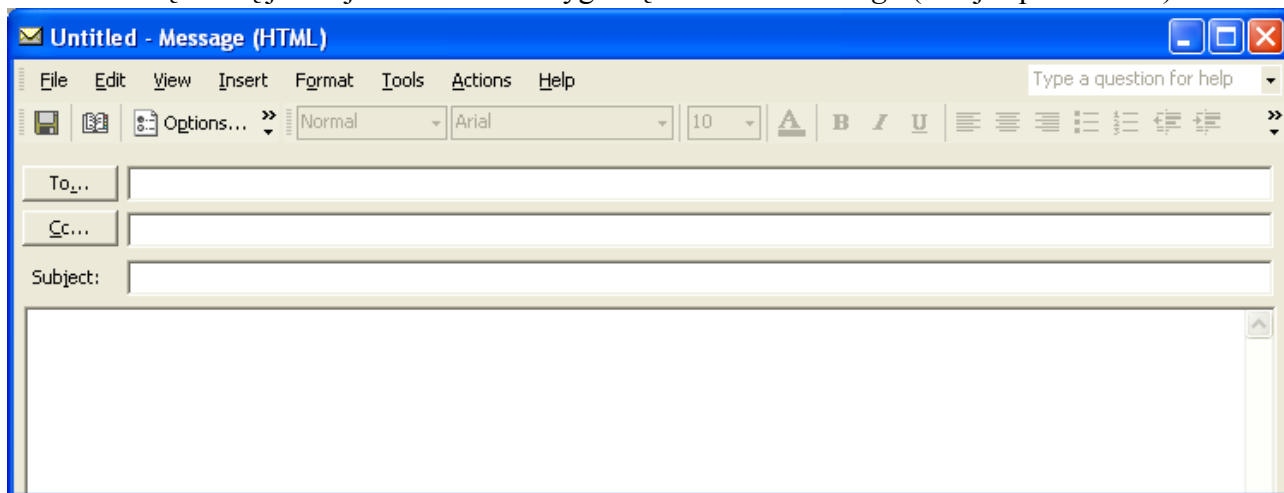 Untitled - Message (HTML)
File Edit View Insert Format Tools Actions Help Type a question for help
Options... Normal Arial 10 A B I U
To...
Cc...
Subject: